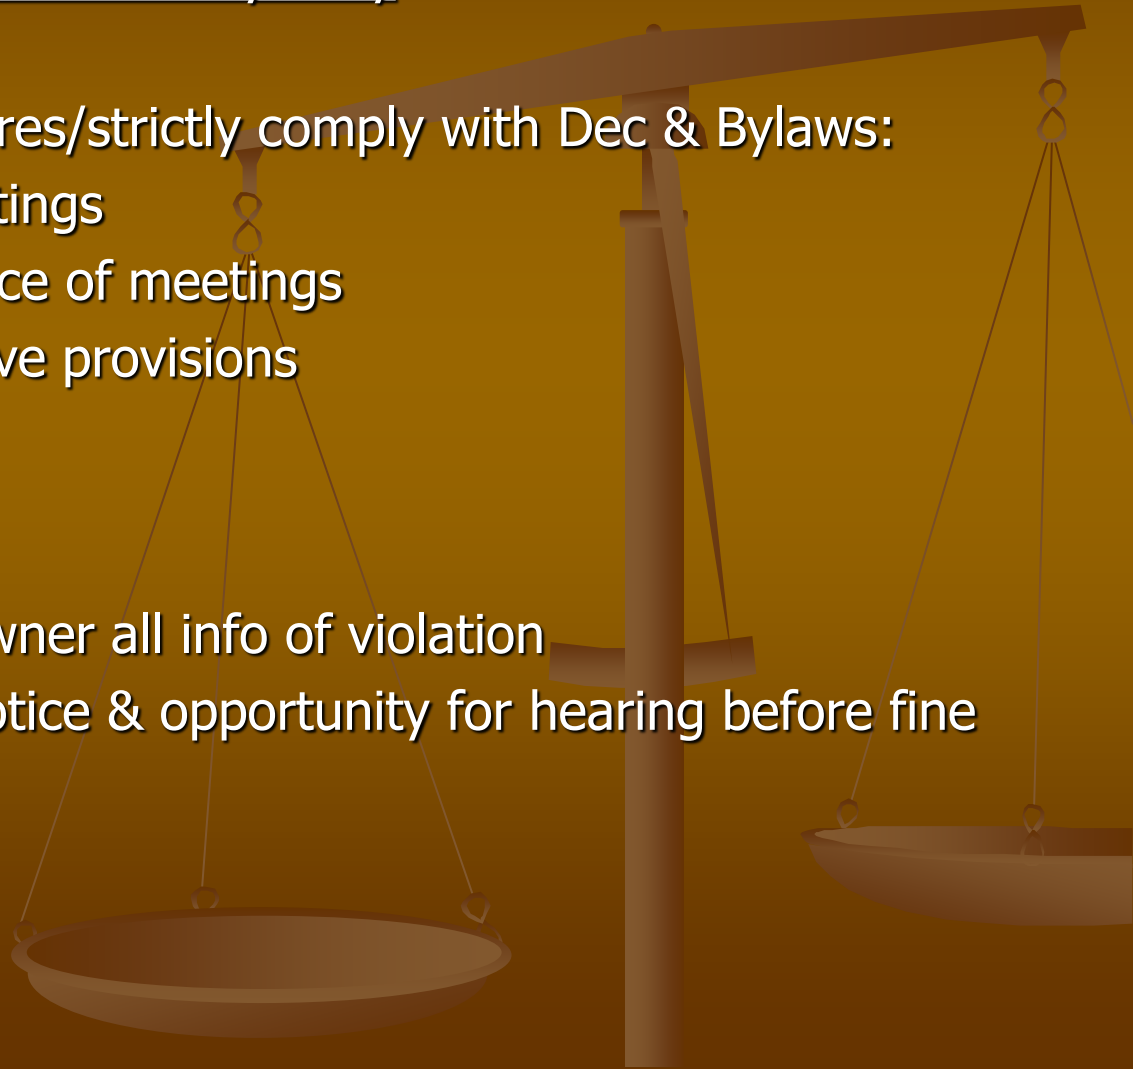 res/strictly comply with Dec & Bylaws:
tings
ce of meetings
ve provisions
wner all info of violation
otice & opportunity for hearing before fine